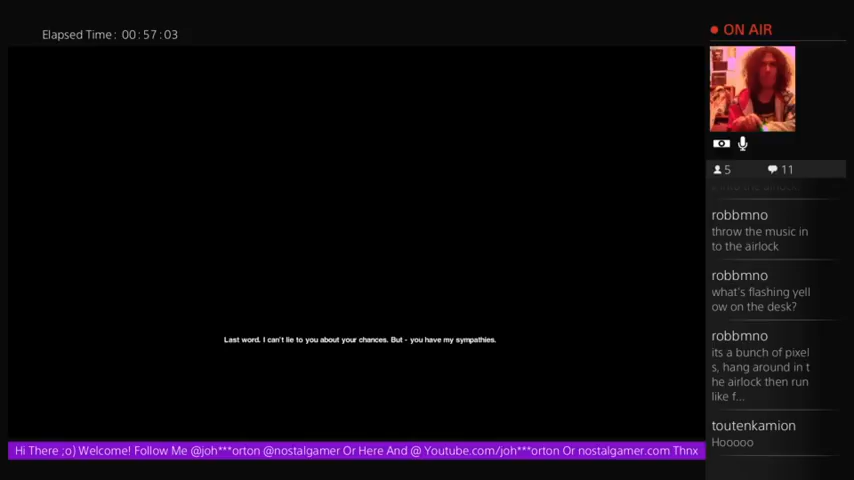 Elapsed Time: 00:57:03
ON AIR
5 11
robbmno
throw the music in
to the airlock
robbmno
what's flashing yell
ow on the desk?
robbmno
its a bunch of pixel
s, hang around in t
he airlock then run
like f...
toutenkamion
Hooooo
Last word. I can't lie to you about your chances. But - you have my sympathies.
Hi There ;o) Welcome! Follow Me @joh***orton @nostalgamer Or Here And @ Youtube.com/joh***orton Or nostalgamer.com Thnx